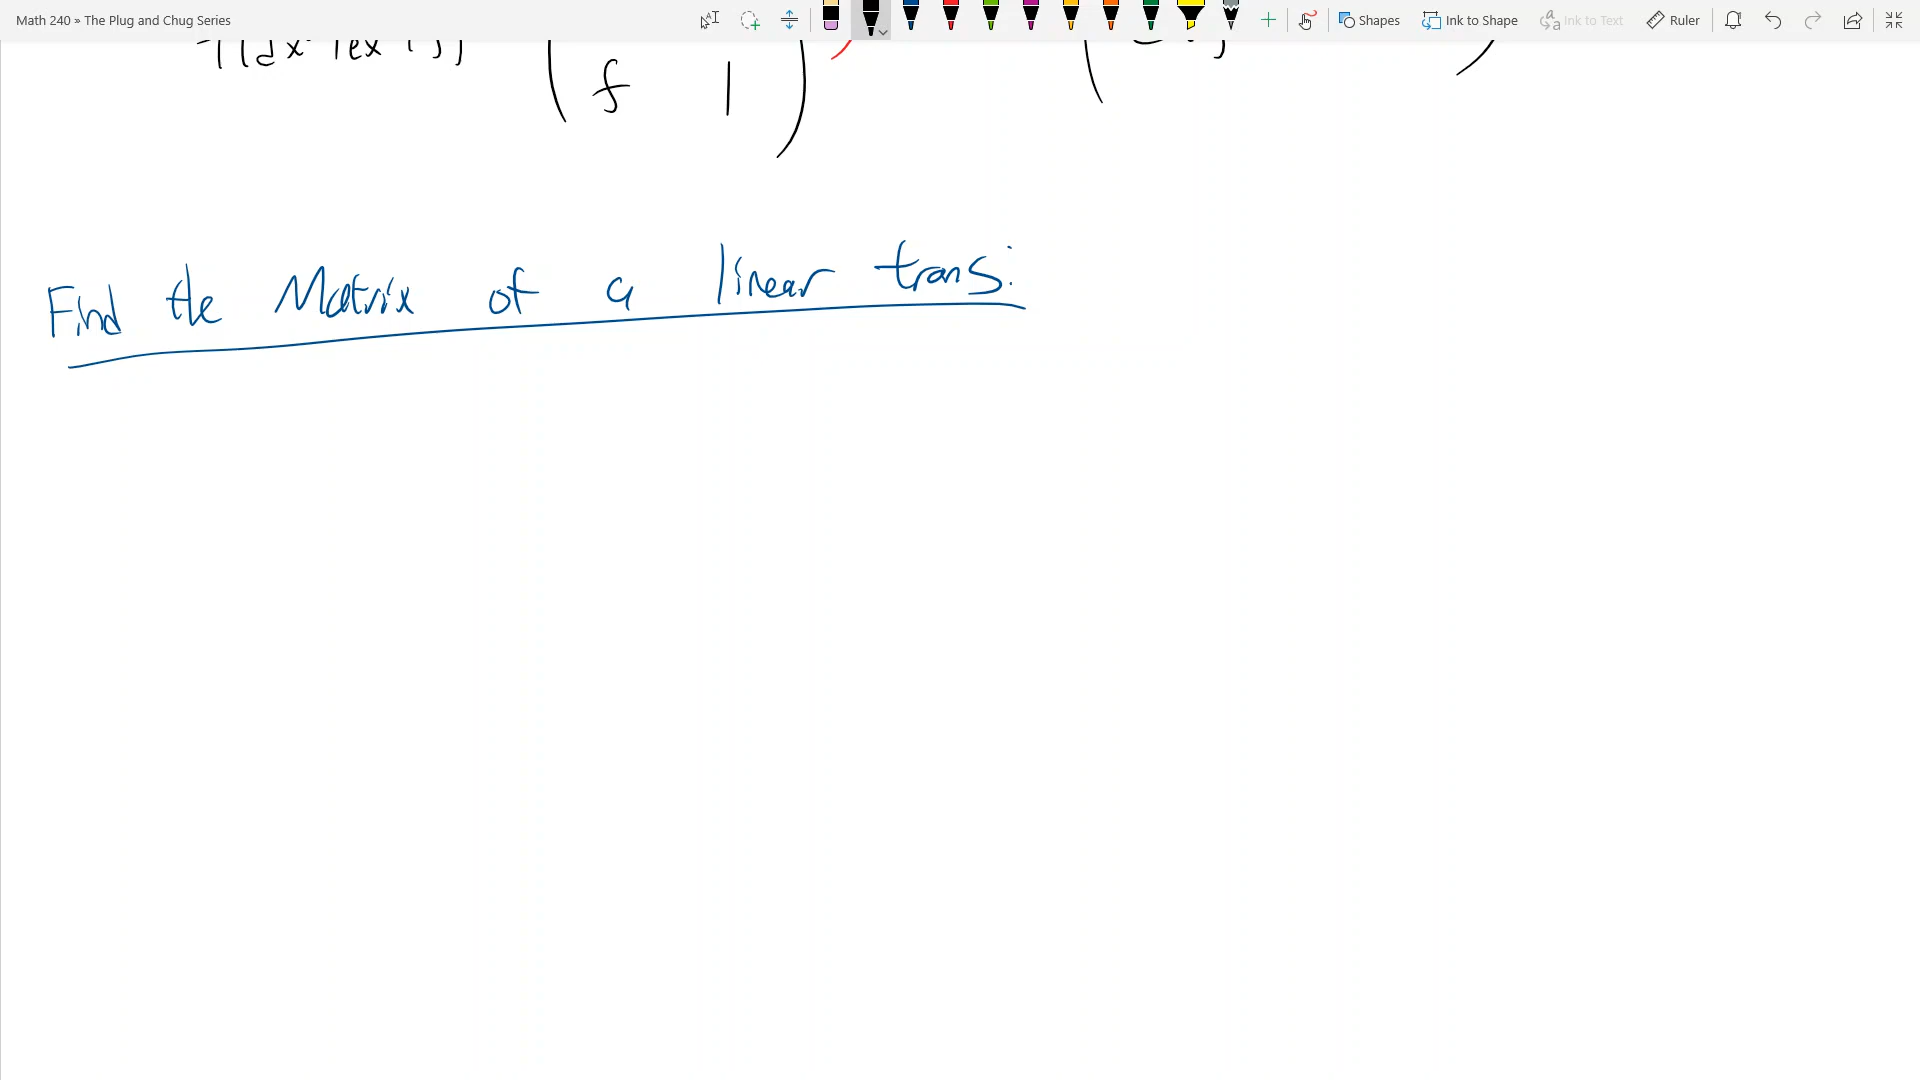 Math 240 » The Plug and Chug Series
Shapes
Ink to Shape
Ink to Text
Ruler
f 1
Find the Matrix of a linear trans: